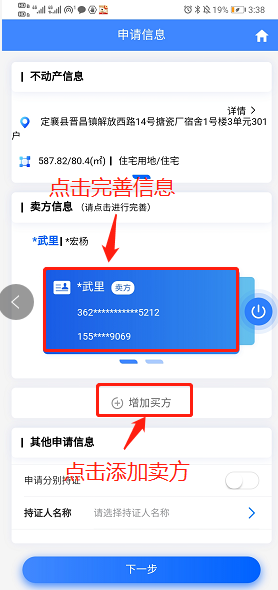 19% 3:38
申请信息
不动产信息
详情 >
定襄县晋昌镇解放西路14号搪瓷厂宿舍1号楼3单元301
户
587.82/80.4(㎡) | 住宅用地/住宅
点击完善信息
卖方信息 (请点击进行完善)
*武里 | *宏杨
*武里 卖方
362***********5212
155****9069
增加买方
其他申请信息
点击添加卖方
申请分别持证
持证人名称 请选择持证人名称
下一步